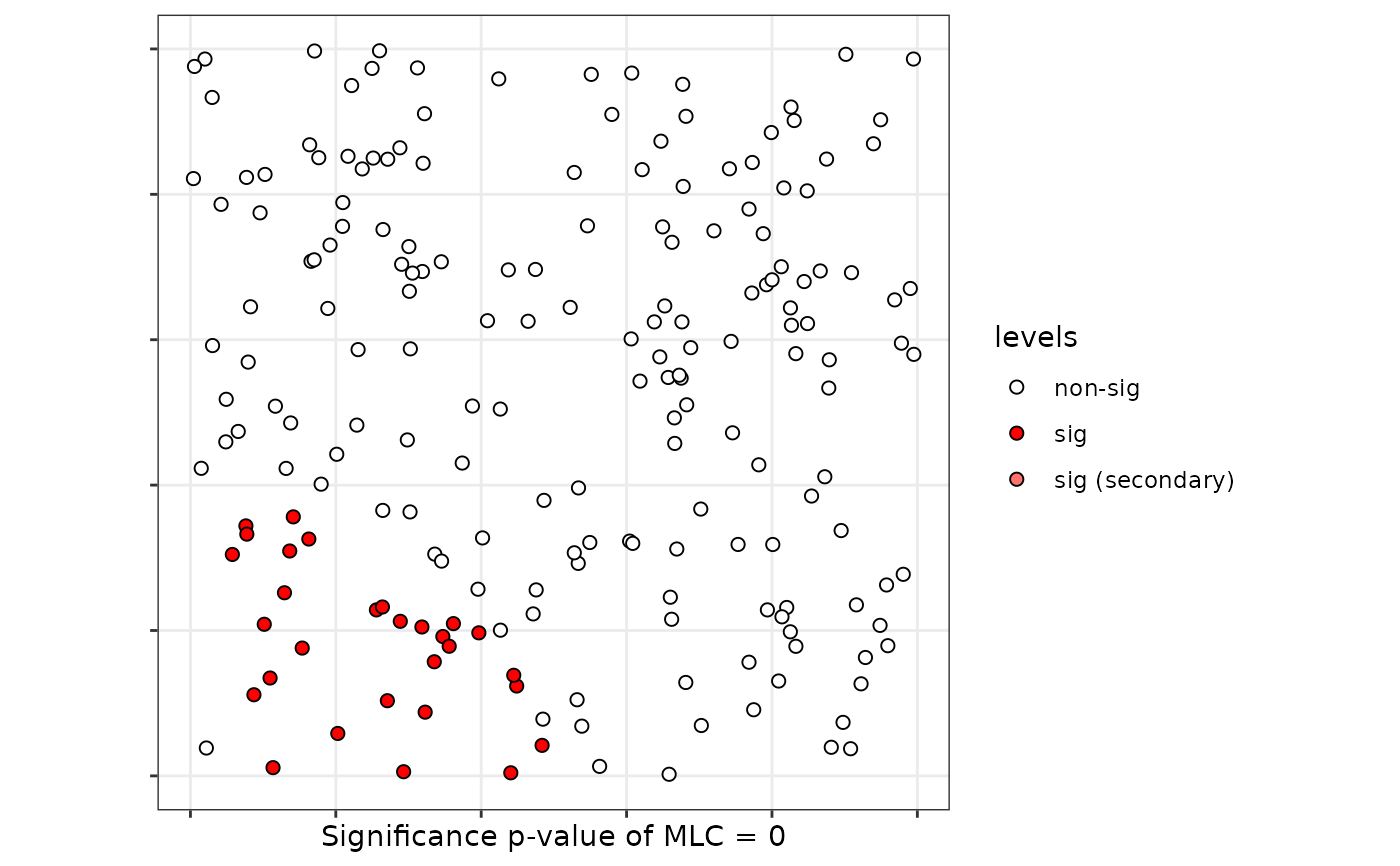 levels
non-sig
sig
sig (secondary)
Significance p-value of MLC = 0